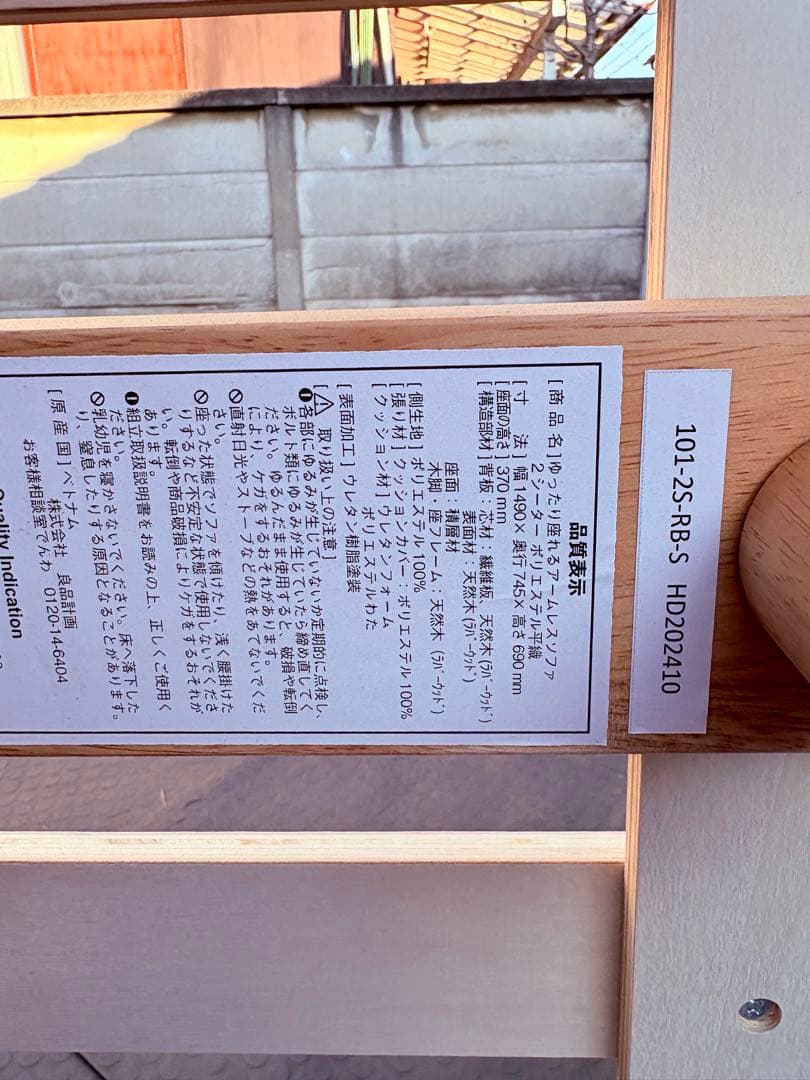 101-2S-RB-S HD202410
品質表示
[商品名]ゆったり座れるアームレスソファ
2シーター ポリエステル平織
[寸法]幅1490×奥行745×高さ690mm
[座面の高さ]370mm
[構造部材]背板：芯材：繊維板、天然木(ﾗﾊﾞｰｳｯﾄﾞ)
表面材：天然木(ﾗﾊﾞｰｳｯﾄﾞ)
座面：積層材
木脚・座フレーム：天然木(ﾗﾊﾞｰｳｯﾄﾞ)
[側生地]ポリエステル100%
[張り材]クッションカバー：ポリエステル100%
[クッション材]ウレタンフォーム
ポリエステルわた
[表面加工]ウレタン樹脂塗装
[⚠ 取り扱い上の注意]
各部にゆるみが生じていないか定期的に点検し、
ボルト類にゆるみが生じていたら締め直してく
ださい。ゆるんだまま使用すると、破損や転倒
により、ケガをするおそれがあります。
直射日光やストーブなどの熱をあてないでくだ
さい。
座った状態でソファを傾けたり、浅く腰掛けた
りするなど不安定な状態で使用しないでくださ
い。転倒や商品破損によりケガをするおそれが
あります。
組立取扱説明書をお読みの上、正しくご使用く
ださい。
乳幼児を寝かさないでください。床へ落下した
り、窒息したりする原因となることがあります。
[原産国]ベトナム
株式会社 良品計画
お客様相談室でんわ 0120-14-6404
Quality Indication